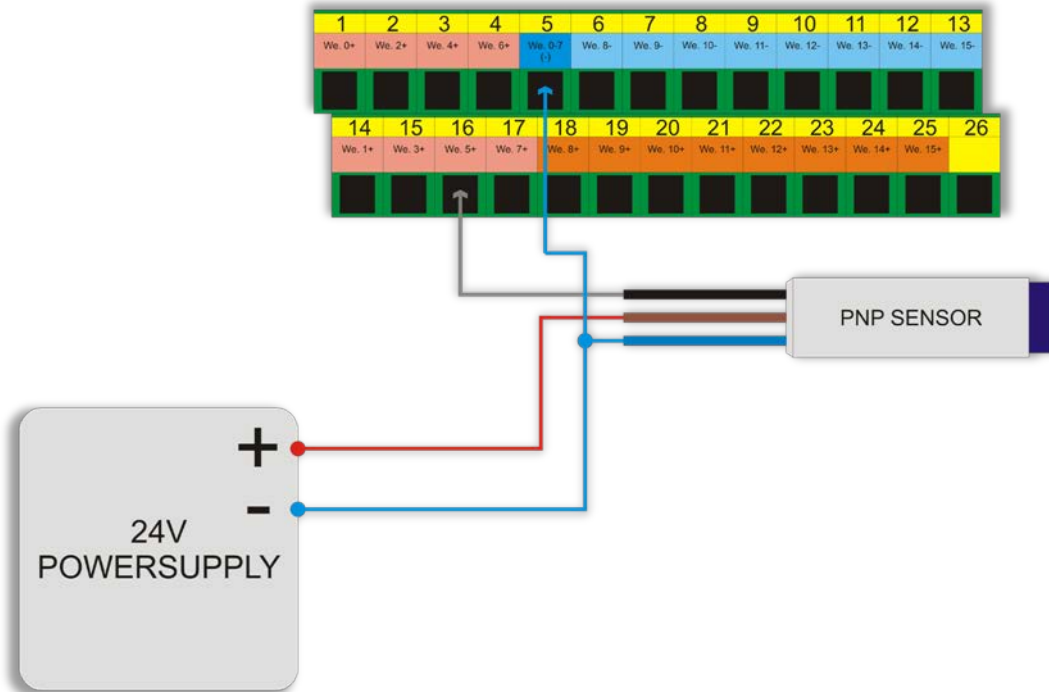 1 2 3 4 5 6 7 8 9 10 11 12 13
We. 0+ We. 2+ We. 4+ We. 6+ We. 0-7 We. 8- We. 9- We. 10- We. 11- We. 12- We. 13- We. 14- We. 15-
(-)
14 15 16 17 18 19 20 21 22 23 24 25 26
We. 1+ We. 3+ We. 5+ We. 7+ We. 8+ We. 9+ We. 10+ We. 11+ We. 12+ We. 13+ We. 14+ We. 15+
PNP SENSOR
+
-
24V
POWERSUPPLY